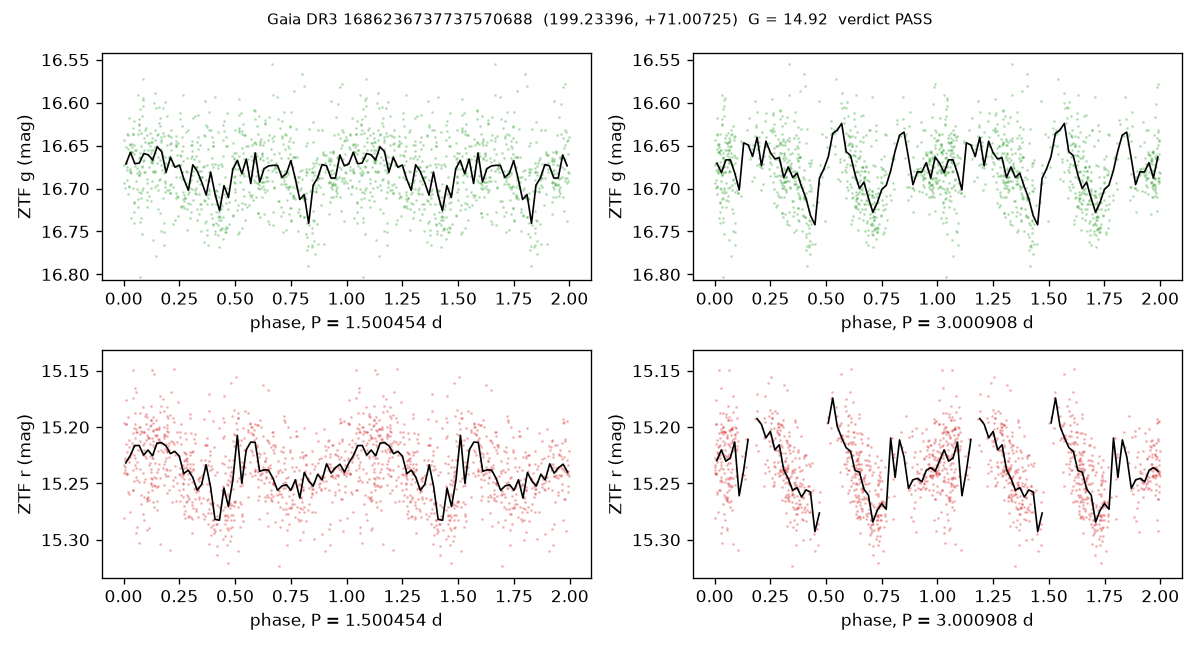 Gaia DR3 1686236737737570688 (199.23396, +71.00725) G = 14.92 verdict PASS
ZTF g (mag)
16.55
16.60
16.65
16.70
16.75
16.80
0.00 0.25 0.50 0.75 1.00 1.25 1.50 1.75 2.00
phase, P = 1.500454 d
ZTF g (mag)
16.55
16.60
16.65
16.70
16.75
16.80
0.00 0.25 0.50 0.75 1.00 1.25 1.50 1.75 2.00
phase, P = 3.000908 d
ZTF r (mag)
15.15
15.20
15.25
15.30
0.00 0.25 0.50 0.75 1.00 1.25 1.50 1.75 2.00
phase, P = 1.500454 d
ZTF r (mag)
15.15
15.20
15.25
15.30
0.00 0.25 0.50 0.75 1.00 1.25 1.50 1.75 2.00
phase, P = 3.000908 d